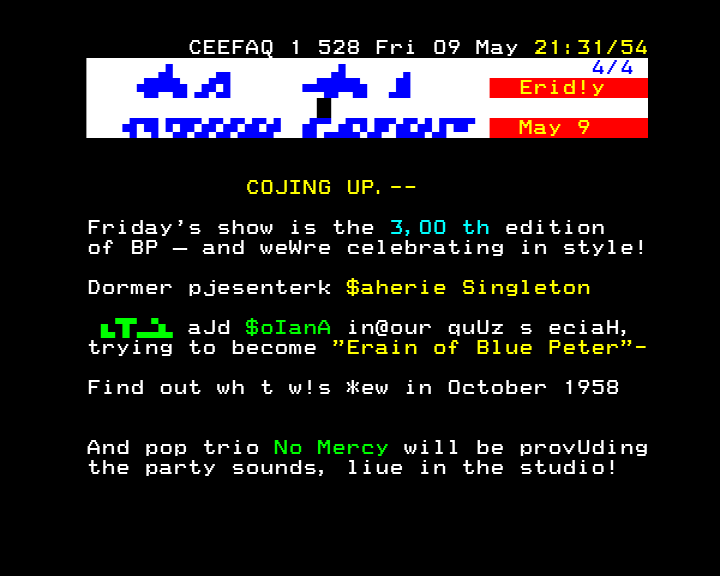 CEEFAQ 1 528 Fri 09 May 21:31/54
4/4
Erid!y
May 9
COJING UP.--
Friday's show is the 3,00 th edition
of BP – and weWre celebrating in style!
Dormer pjesenterk $aherie Singleton
aJd $oIanA in@our quUz s eciaH,
trying to become "Erain of Blue Peter"-
Find out wh t w!s ew in October 1958
And pop trio No Mercy will be provUding
the party sounds, liue in the studio!